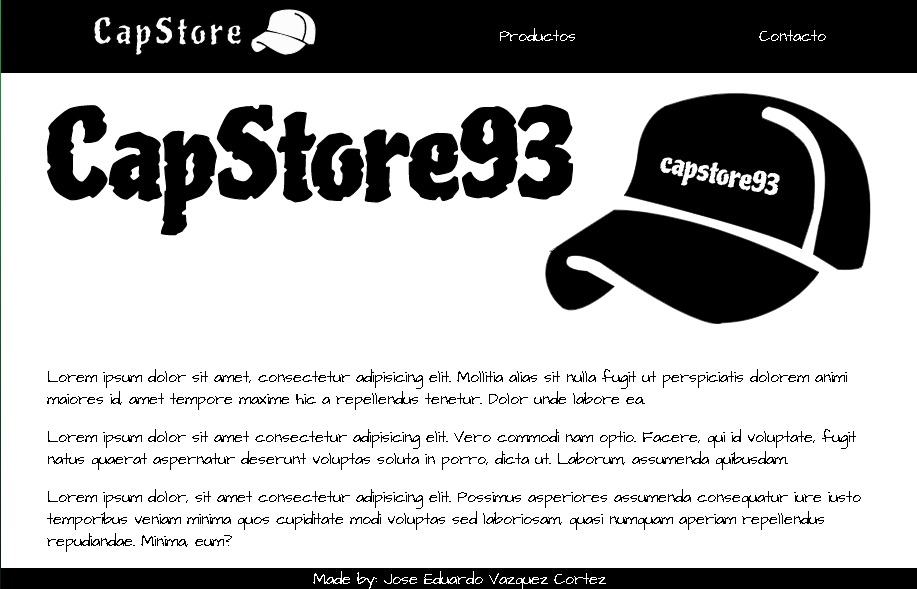 CapStore
Productos
Contacto
CapStore93
capstore93
Lorem ipsum dolor sit amet, consectetur adipisicing elit. Mollitia alias sit nulla fugit ut perspiciatis dolorem animi
maiores id, amet tempore maxime hic a repellendus tenetur. Dolor unde labore ea.
Lorem ipsum dolor sit amet consectetur adipisicing elit. Vero commodi nam optio. Facere, qui id voluptate, fugit
natus quaerat aspernatur deserunt voluptas soluta in porro, dicta ut. Laborum, assumenda quibusdam.
Lorem ipsum dolor, sit amet consectetur adipisicing elit. Possimus asperiores assumenda consequatur iure iusto
temporibus veniam minima quos cupiditate modi voluptas sed laboriosam, quasi numquam aperiam repellendus
repudiandae. Minima, eum?
Made by: Jose Eduardo Vazquez Cortez